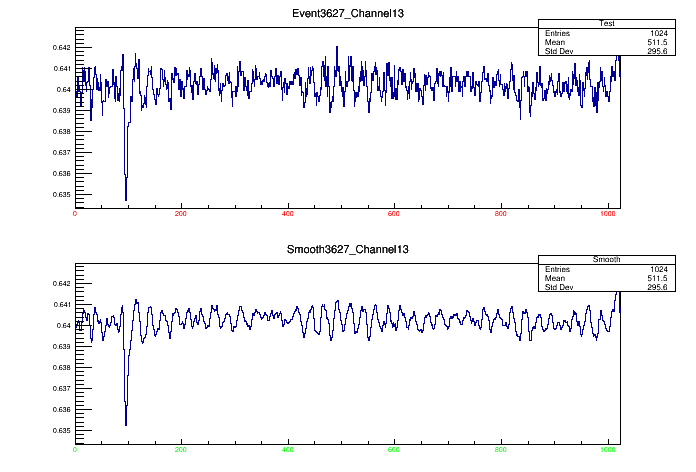 Event3627_Channel13
Test
Entries 1024
Mean 511.5
Std Dev 295.6
0.642
0.641
0.64
0.639
0.638
0.637
0.636
0.635
0 200 400 600 800 1000
Smooth3627_Channel13
Smooth
Entries 1024
Mean 511.5
Std Dev 295.6
0.642
0.641
0.64
0.639
0.638
0.637
0.636
0.635
0 200 400 600 800 1000